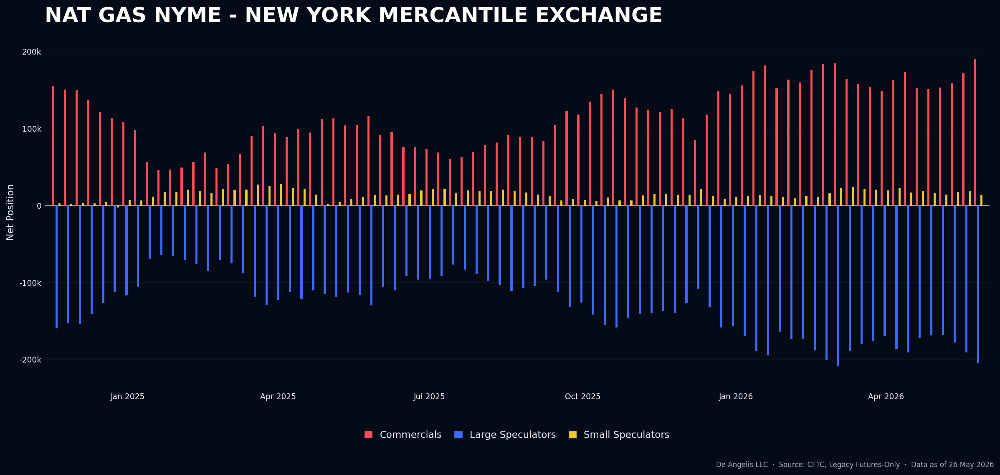 NAT GAS NYME - NEW YORK MERCANTILE EXCHANGE
200k
100k
0
-100k
-200k
Net Position
Jan 2025 Apr 2025 Jul 2025 Oct 2025 Jan 2026 Apr 2026
Commercials Large Speculators Small Speculators
De Angelis LLC · Source: CFTC, Legacy Futures-Only · Data as of 26 May 2026